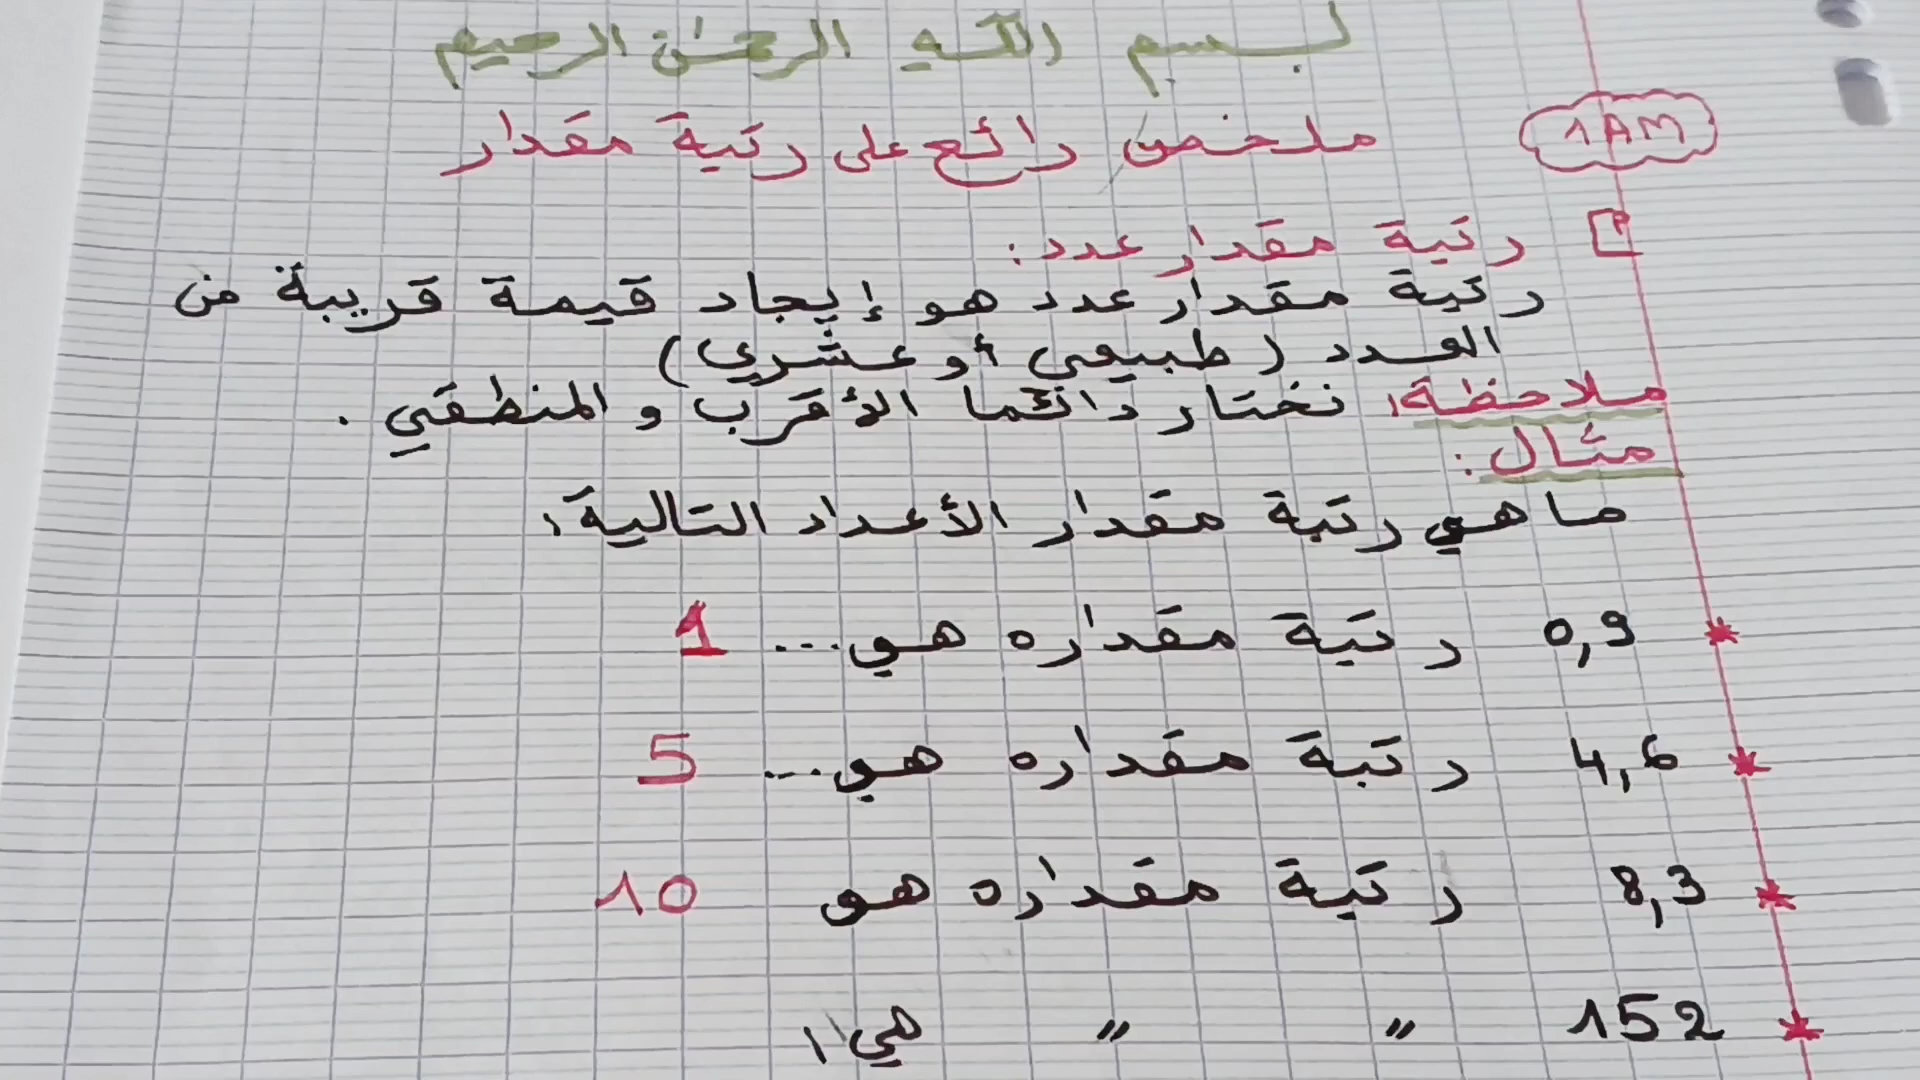 بسم الله الرحمن الرحيم
1AM ملخص رائع على رتبة مقدار
رتبة مقدار عدد:
رتبة مقدار عدد هو إيجاد قيمة قريبة من
العدد (طبيعي أو عشري)
ملاحظة: نختار دائما الأقرب و المنطقي.
مثال:
ما هي رتبة مقدار الأعداد التالية:
* 0,9 رتبة مقداره هي... 1
* 4,6 رتبة مقداره هي... 5
* 8,3 رتبة مقداره هو 10
* 152 " " هي